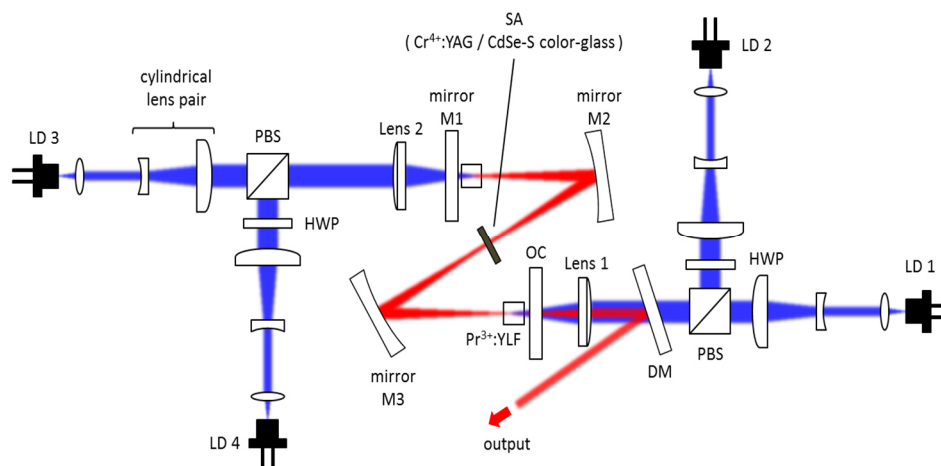 SA
( Cr⁴⁺:YAG / CdSe-S color-glass )
LD 2
cylindrical
lens pair
mirror
M1
mirror
M2
LD 3
PBS
Lens 2
HWP
OC
Lens 1
HWP
LD 1
Pr³⁺:YLF
PBS
DM
mirror
M3
LD 4
output